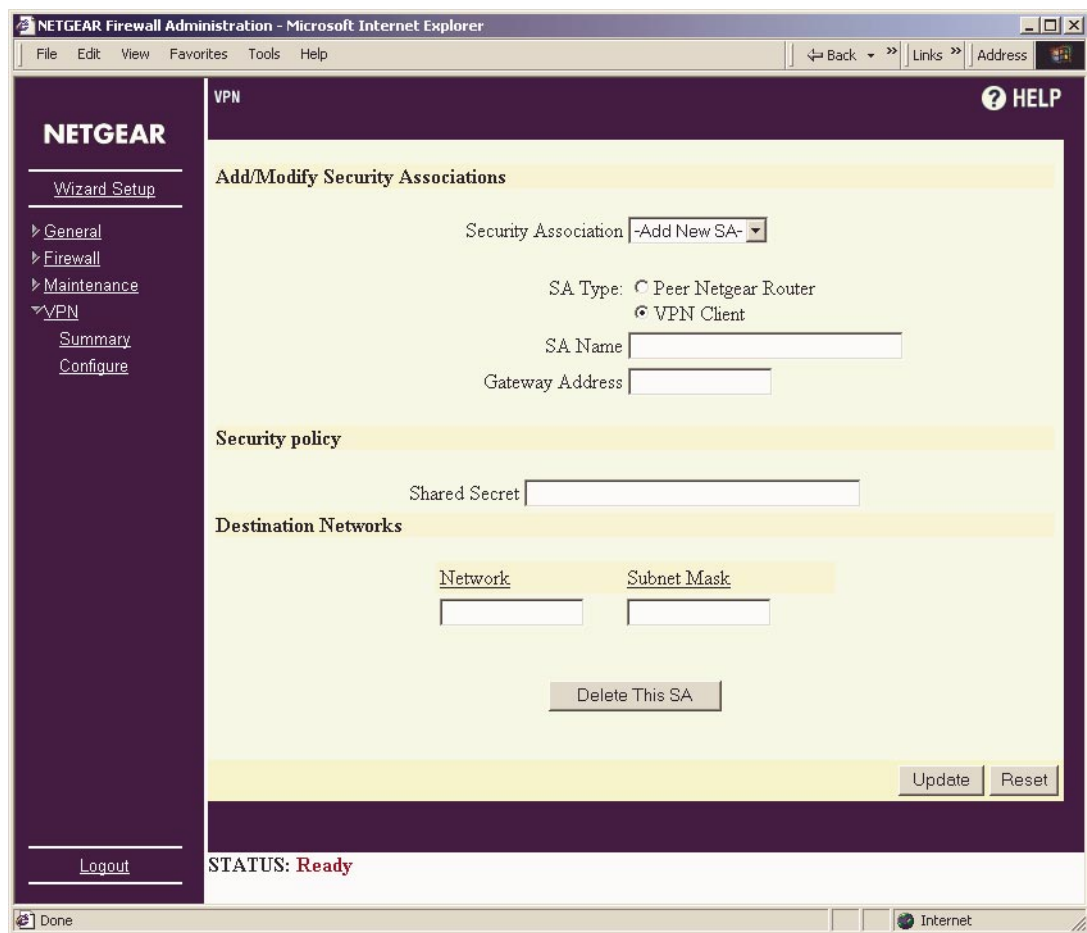 NETGEAR Firewall Administration - Microsoft Internet Explorer
File Edit View Favorites Tools Help
Back » Links » Address
NETGEAR
Wizard Setup
General
Firewall
Maintenance
VPN
Summary
Configure
Logout
VPN
? HELP
Add/Modify Security Associations
Security Association -Add New SA-
SA Type: Peer Netgear Router
VPN Client
SA Name
Gateway Address
Security policy
Shared Secret
Destination Networks
Network Subnet Mask
Delete This SA
Update Reset
STATUS: Ready
Done Internet